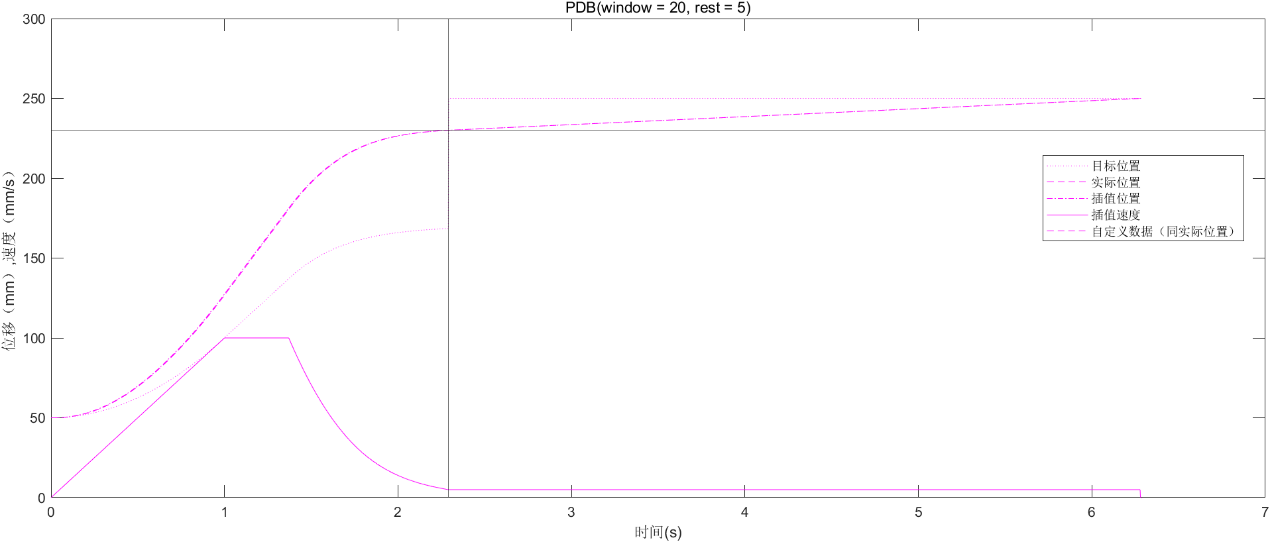 PDB(window = 20, rest = 5)
300
250
200
150
100
50
0
位移（mm）,速度（mm/s）
目标位置
实际位置
插值位置
插值速度
自定义数据（同实际位置）
0 1 2 3 4 5 6 7
时间(s)